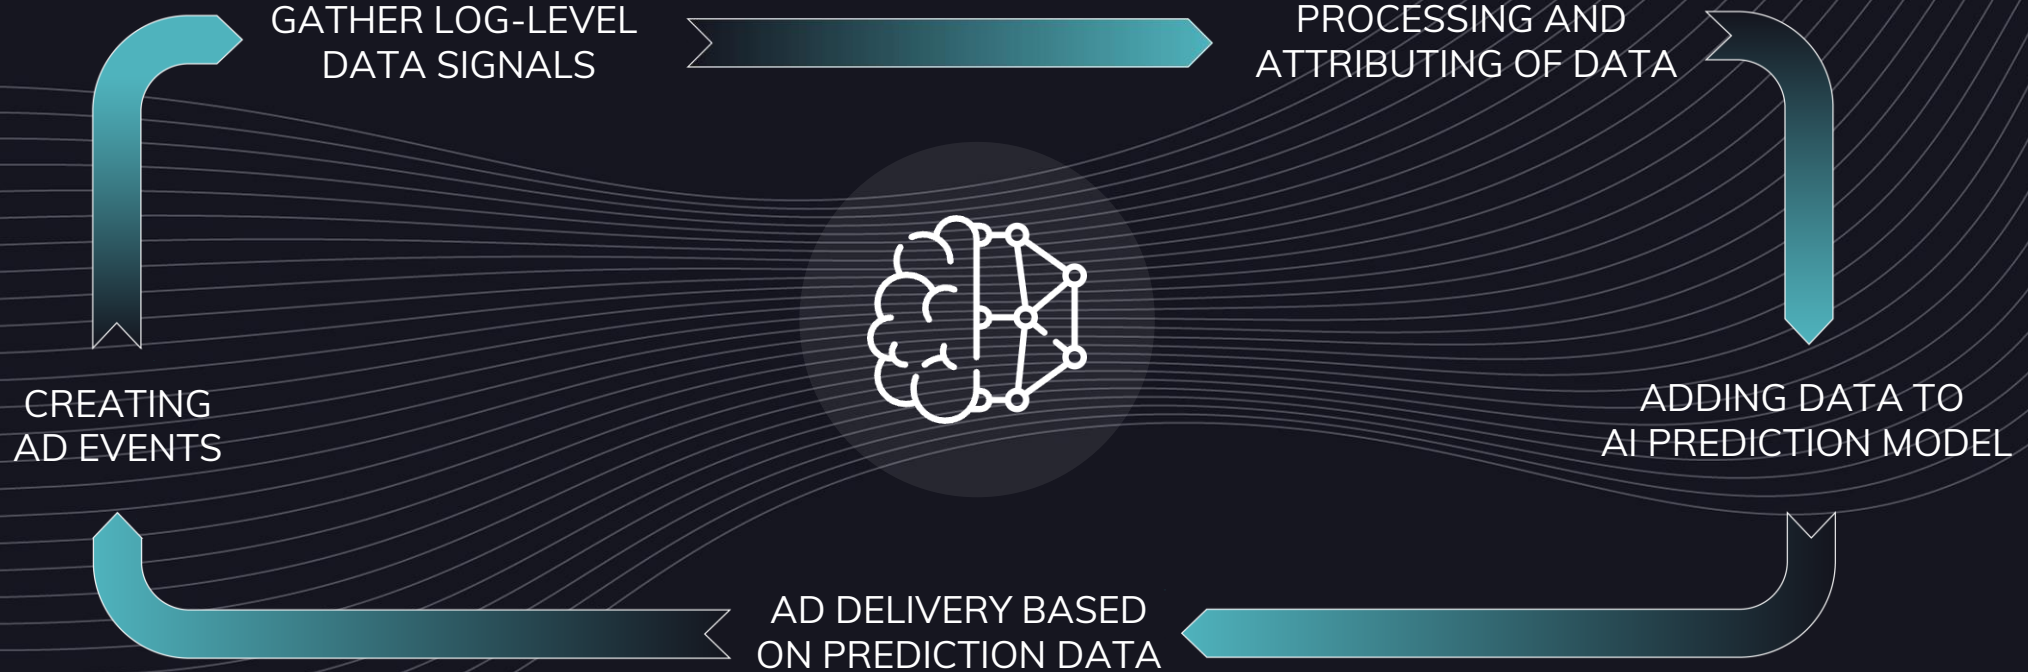 GATHER LOG-LEVEL
DATA SIGNALS
PROCESSING AND
ATTRIBUTING OF DATA
CREATING
AD EVENTS
ADDING DATA TO
AI PREDICTION MODEL
AD DELIVERY BASED
ON PREDICTION DATA